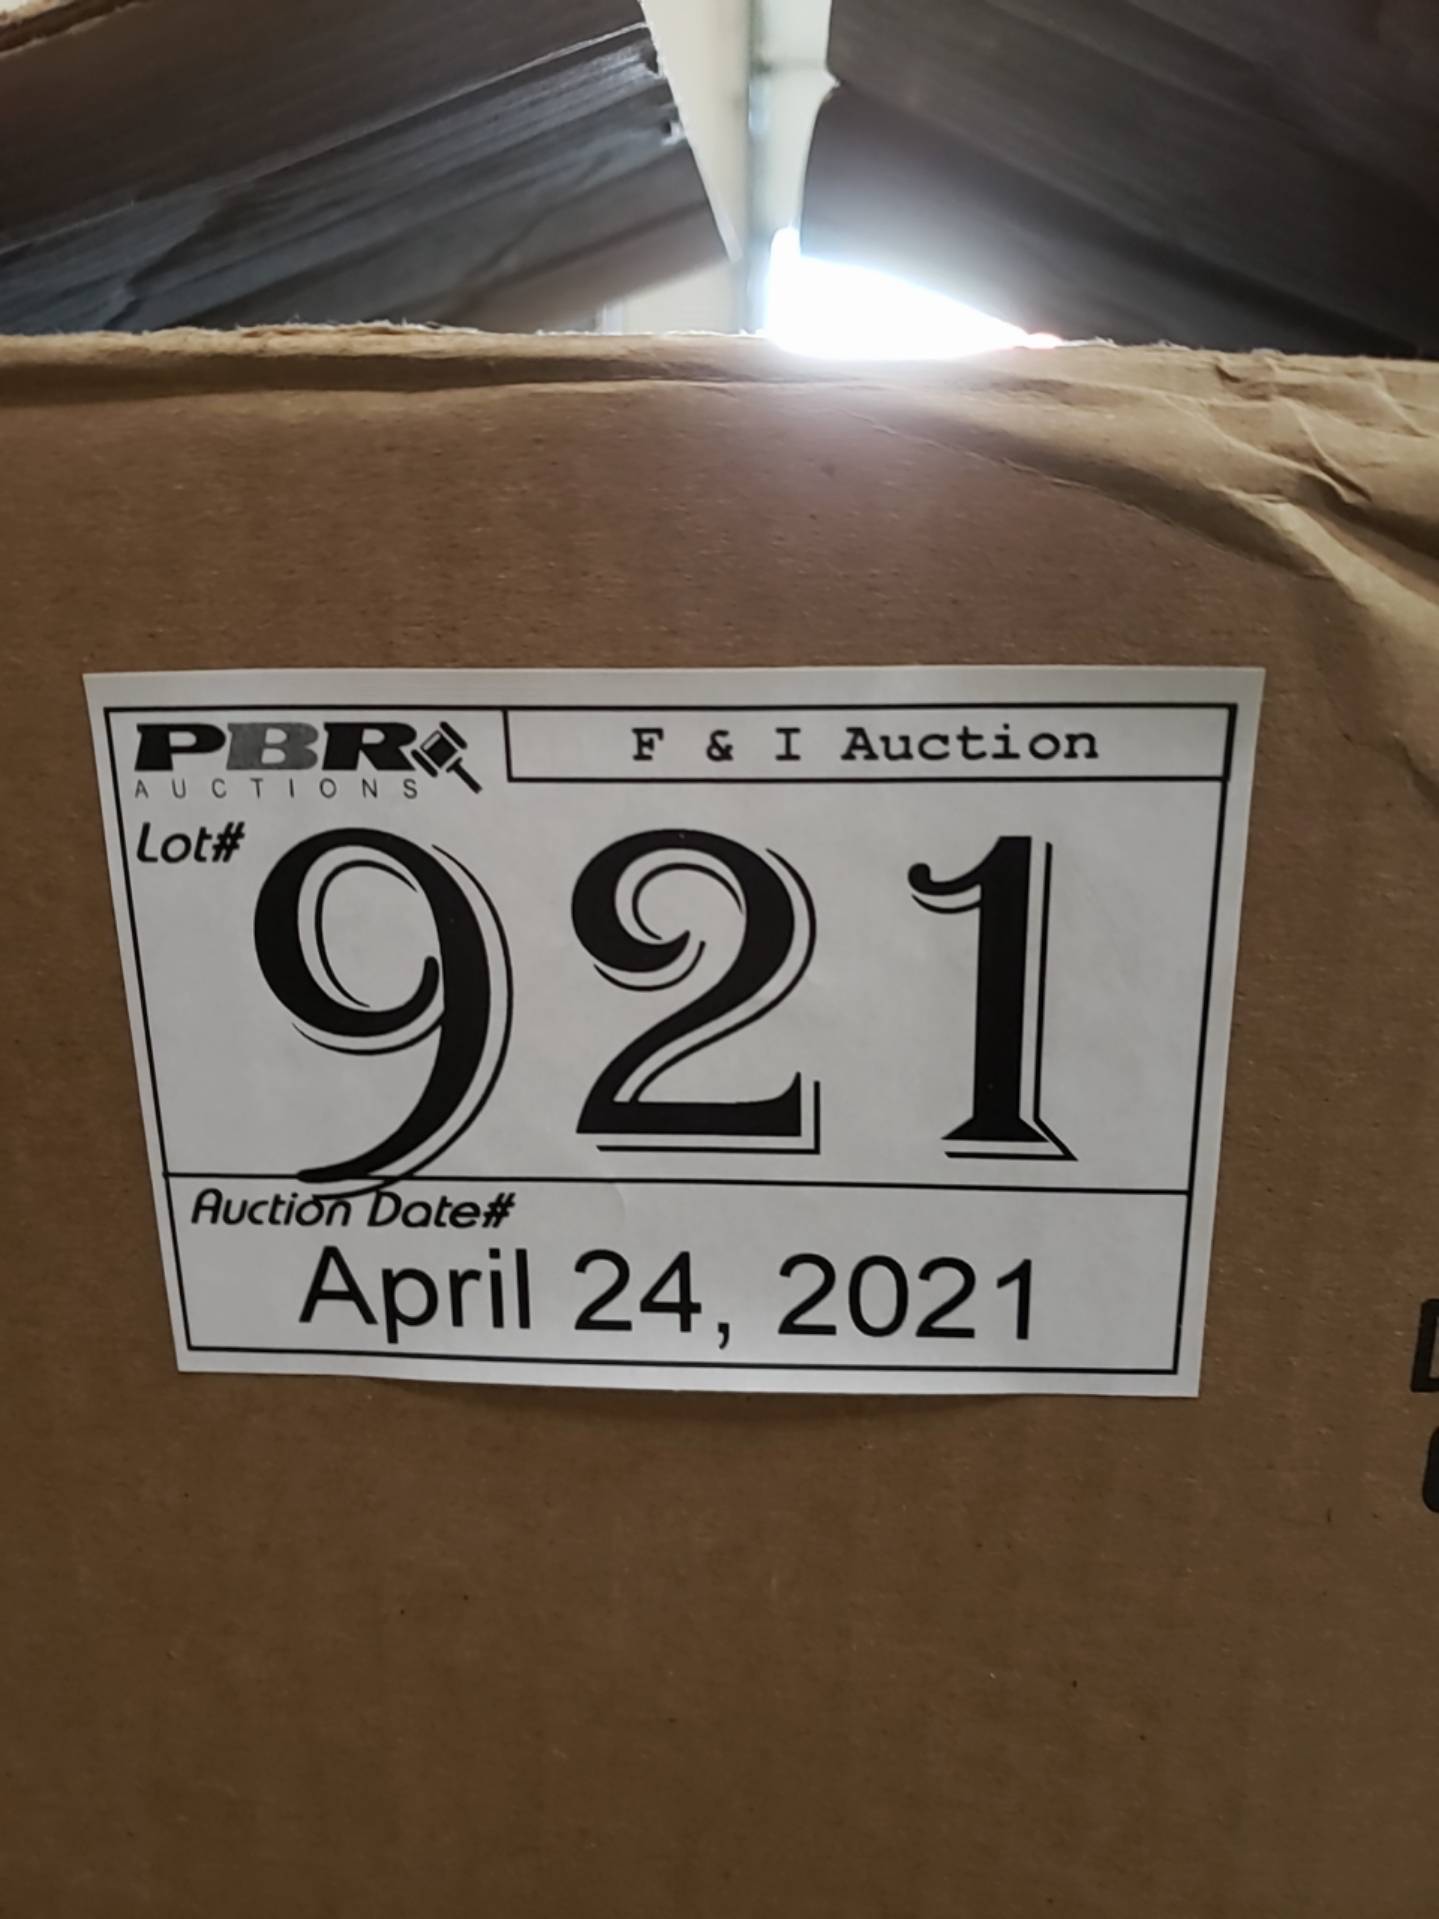 PBR
AUCTIONS
F & I Auction
Lot#
921
Auction Date#
April 24, 2021